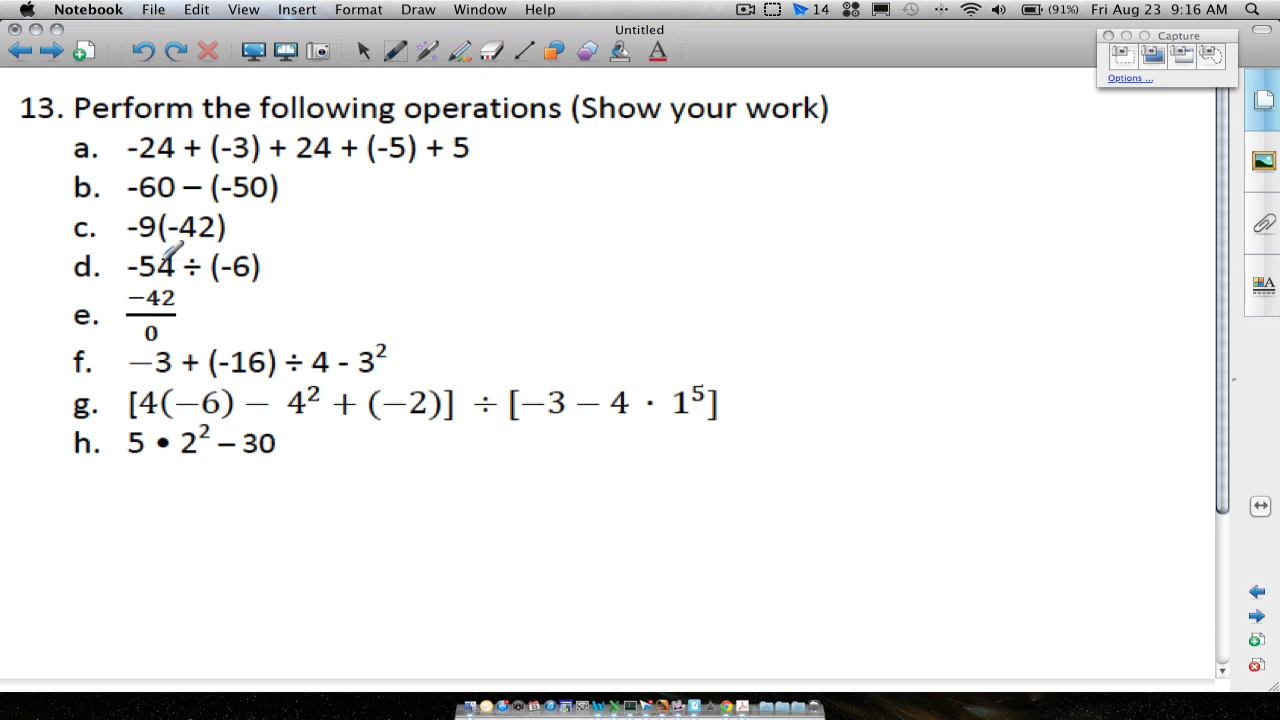 Notebook File Edit View Insert Format Draw Window Help 14 (91%) Fri Aug 23 9:16 AM
Untitled
Capture
Options ...
13. Perform the following operations (Show your work)
a. -24 + (-3) + 24 + (-5) + 5
b. -60 – (-50)
c. -9(-42)
d. -54 ÷ (-6)
e. −42/0
f. −3 + (-16) ÷ 4 - 3²
g. [4(−6) − 4² + (−2)] ÷ [−3 − 4 · 1⁵]
h. 5 • 2² – 30